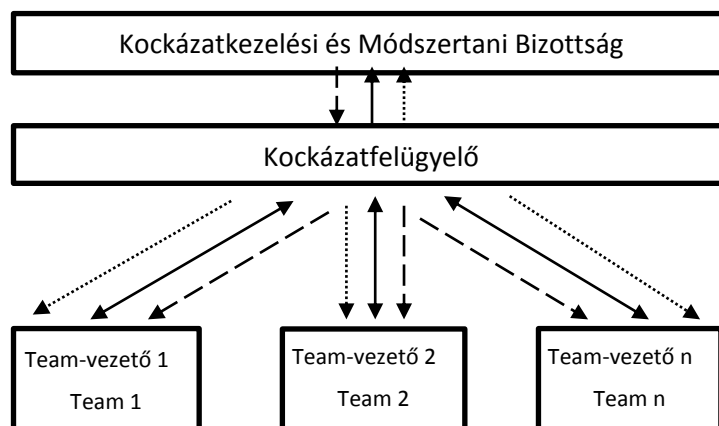 Kockázatkezelési és Módszertani Bizottság
Kockázatfelügyelő
Team-vezető 1
Team 1
Team-vezető 2
Team 2
Team-vezető n
Team n